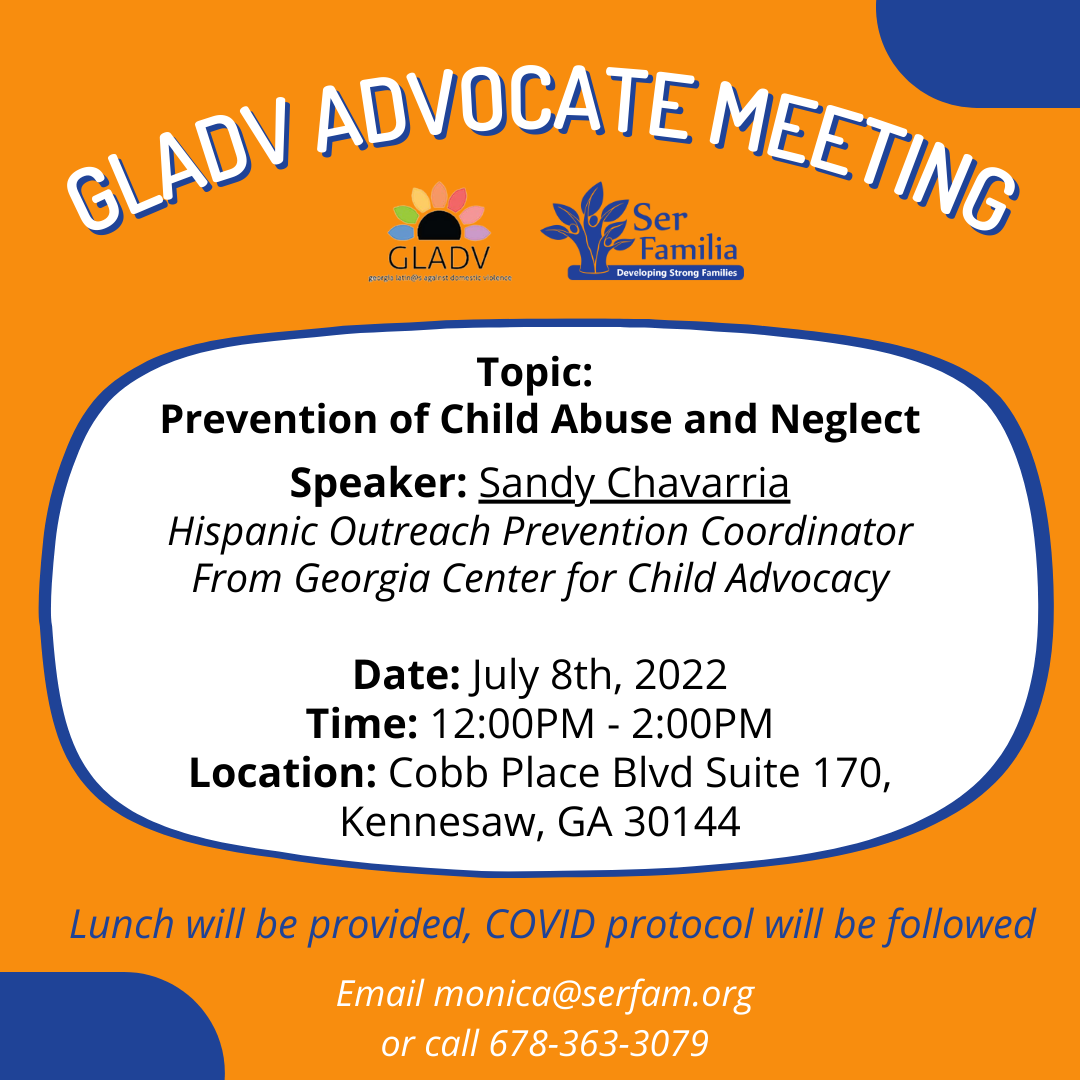 GLADV ADVOCATE MEETING
GLADV
georgia latin@s against domestic violence
Ser
Familia
Developing Strong Families
Topic:
Prevention of Child Abuse and Neglect
Speaker: Sandy Chavarria
Hispanic Outreach Prevention Coordinator
From Georgia Center for Child Advocacy
Date: July 8th, 2022
Time: 12:00PM - 2:00PM
Location: Cobb Place Blvd Suite 170,
Kennesaw, GA 30144
Lunch will be provided, COVID protocol will be followed
Email monica@serfam.org
or call 678-363-3079